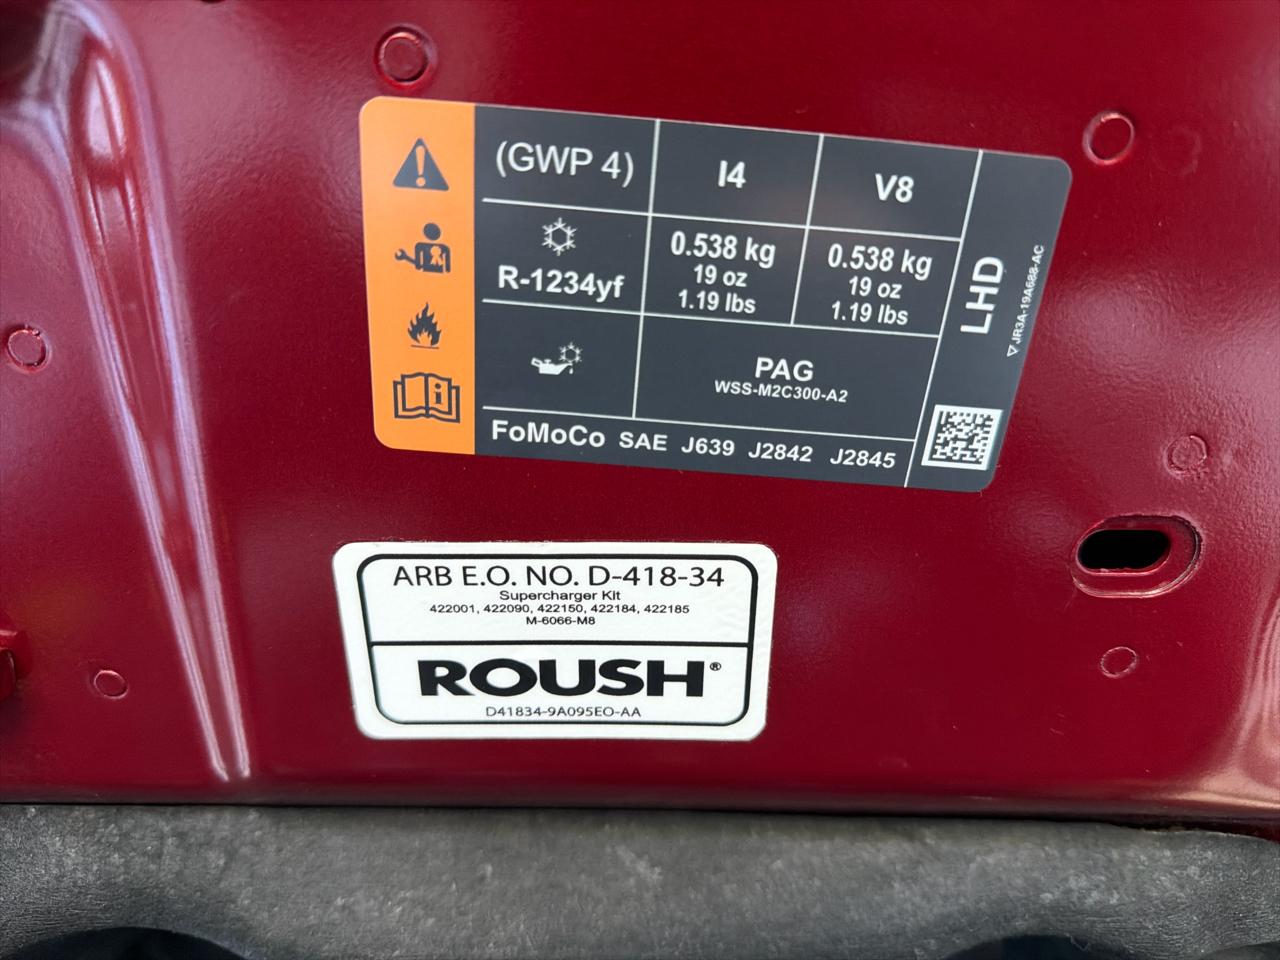 (GWP 4) I4 V8
R-1234yf
0.538 kg
19 oz
1.19 lbs
0.538 kg
19 oz
1.19 lbs
PAG
WSS-M2C300-A2
FoMoCo SAE J639 J2842 J2845
LHD
JR3A-19A688-AC
ARB E.O. NO. D-418-34
Supercharger Kit
422001, 422090, 422150, 422184, 422185
M-6066-M8
ROUSH®
D41834-9A095EO-AA